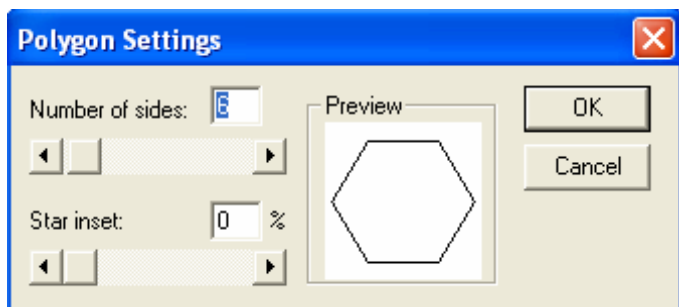 Polygon Settings
Number of sides: 6
Preview
OK
Cancel
Star inset: 0 %